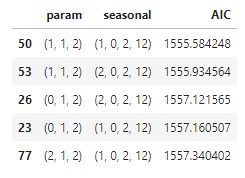 param seasonal AIC
50 (1, 1, 2) (1, 0, 2, 12) 1555.584248
53 (1, 1, 2) (2, 0, 2, 12) 1555.934564
26 (0, 1, 2) (2, 0, 2, 12) 1557.121565
23 (0, 1, 2) (1, 0, 2, 12) 1557.160507
77 (2, 1, 2) (1, 0, 2, 12) 1557.340402